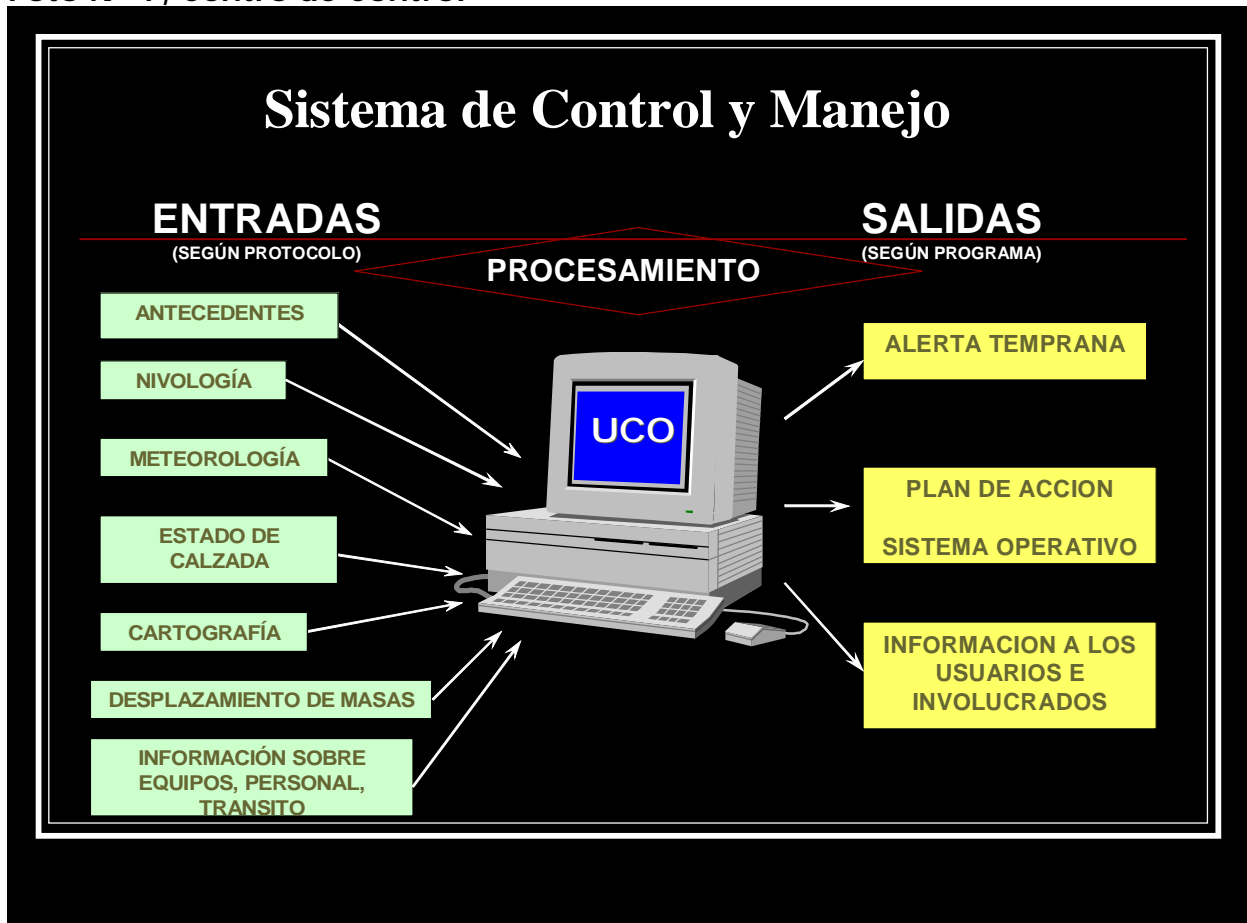 Sistema de Control y Manejo
ENTRADAS
(SEGÚN PROTOCOLO)
PROCESAMIENTO
SALIDAS
(SEGÚN PROGRAMA)
ANTECEDENTES
NIVOLOGÍA
METEOROLOGÍA
ESTADO DE
CALZADA
CARTOGRAFÍA
DESPLAZAMIENTO DE MASAS
INFORMACIÓN SOBRE
EQUIPOS, PERSONAL,
TRANSITO
UCO
ALERTA TEMPRANA
PLAN DE ACCION
SISTEMA OPERATIVO
INFORMACION A LOS
USUARIOS E
INVOLUCRADOS